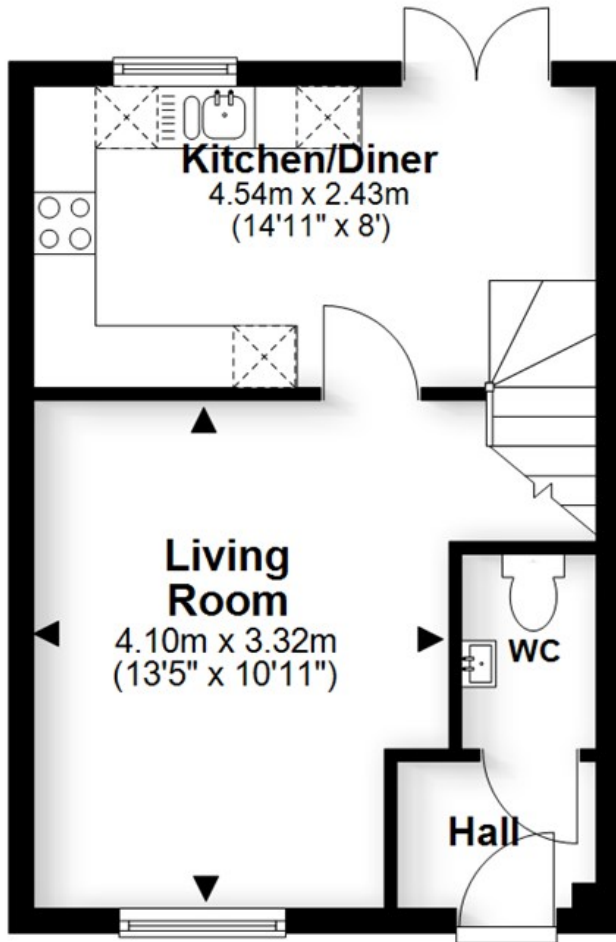 Kitchen/Diner
4.54m x 2.43m
(14'11" x 8')
Living
Room
4.10m x 3.32m
(13'5" x 10'11")
WC
Hall